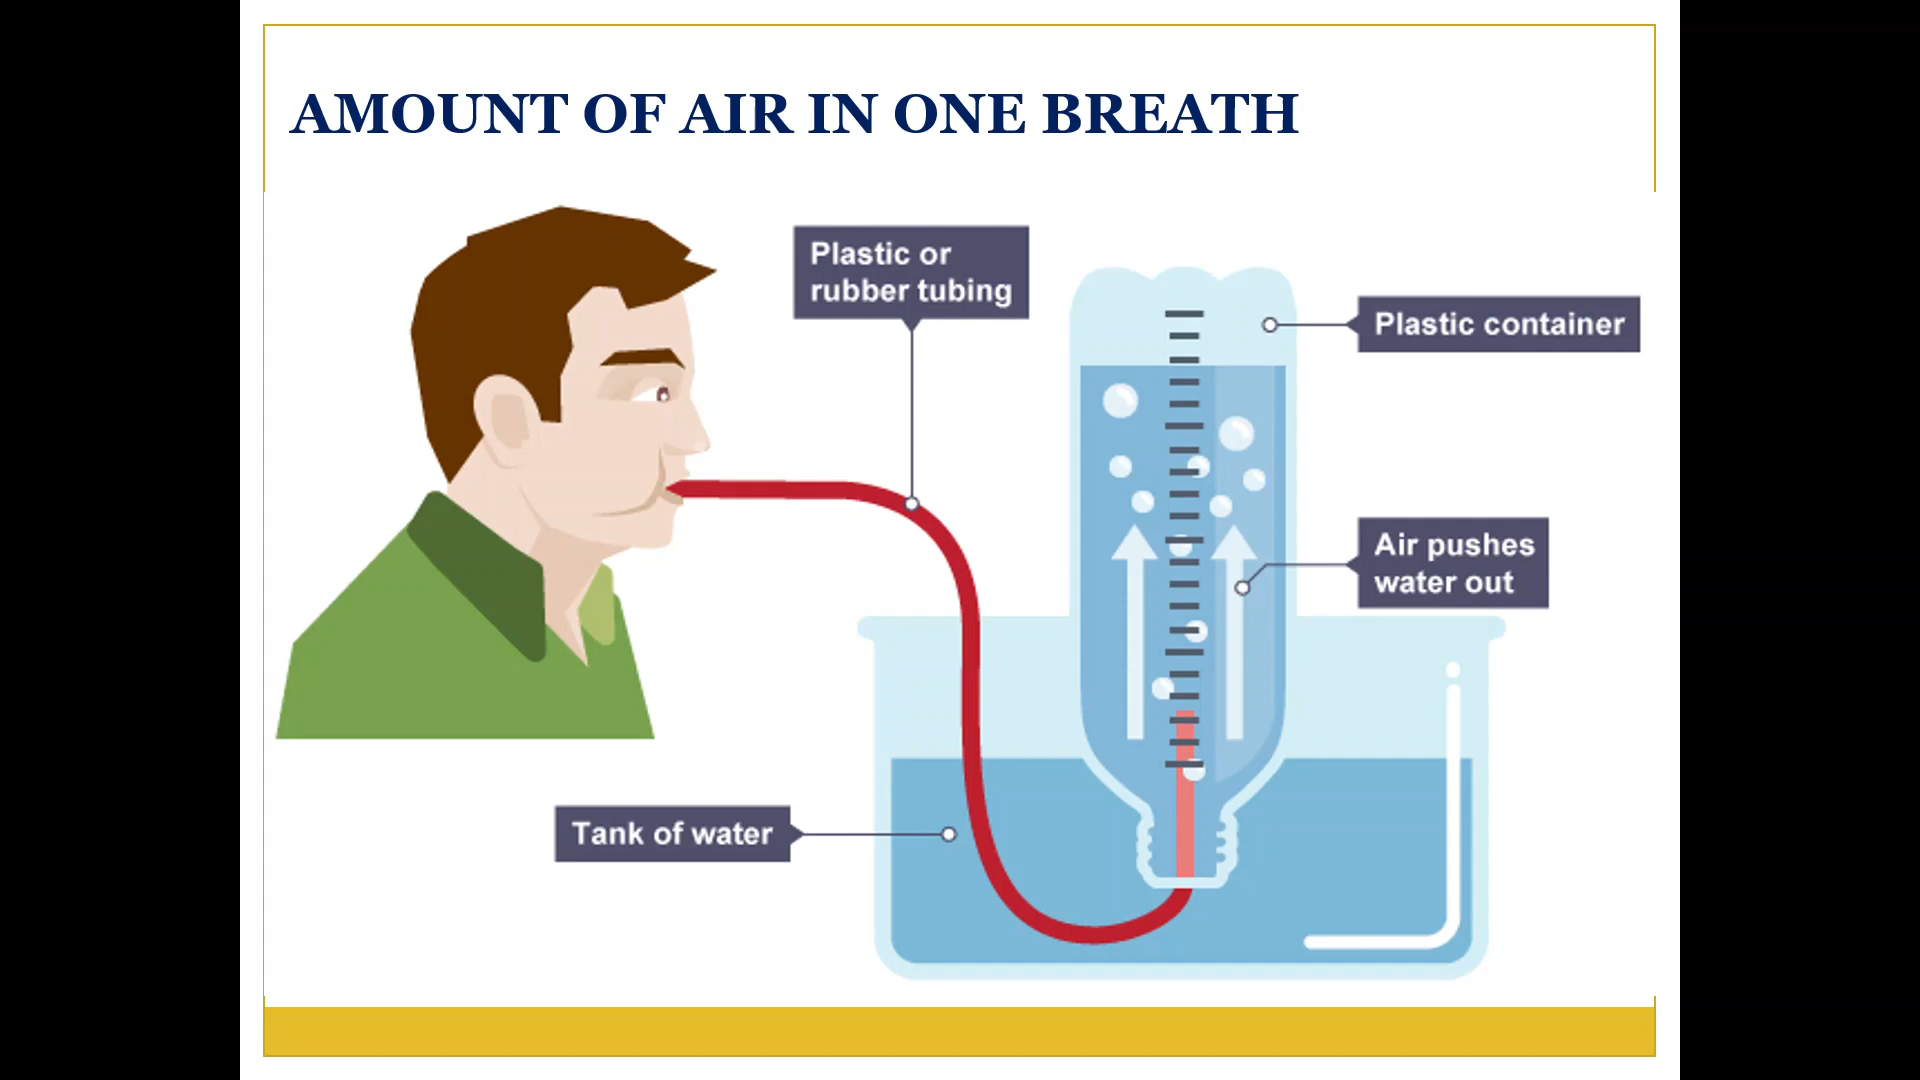 AMOUNT OF AIR IN ONE BREATH
Plastic or
rubber tubing
Plastic container
Air pushes
water out
Tank of water